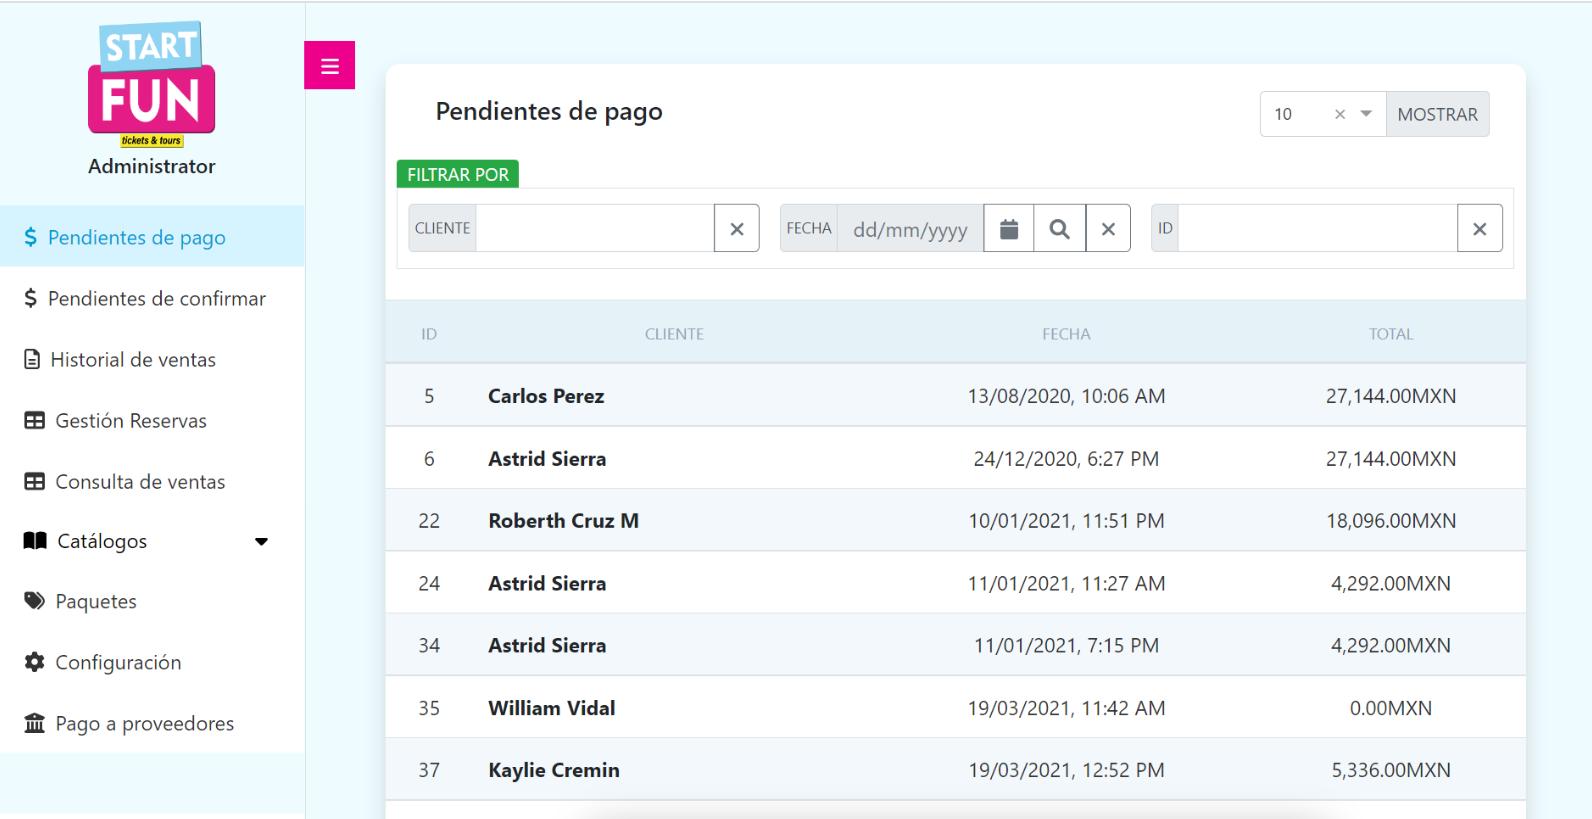 START
FUN
tickets & tours
Administrator
Pendientes de pago
Pendientes de confirmar
Historial de ventas
Gestión Reservas
Consulta de ventas
Catálogos
Paquetes
Configuración
Pago a proveedores
Pendientes de pago
10 MOSTRAR
FILTRAR POR
CLIENTE FECHA dd/mm/yyyy ID
ID CLIENTE FECHA TOTAL
5 Carlos Perez 13/08/2020, 10:06 AM 27,144.00MXN
6 Astrid Sierra 24/12/2020, 6:27 PM 27,144.00MXN
22 Roberth Cruz M 10/01/2021, 11:51 PM 18,096.00MXN
24 Astrid Sierra 11/01/2021, 11:27 AM 4,292.00MXN
34 Astrid Sierra 11/01/2021, 7:15 PM 4,292.00MXN
35 William Vidal 19/03/2021, 11:42 AM 0.00MXN
37 Kaylie Cremin 19/03/2021, 12:52 PM 5,336.00MXN